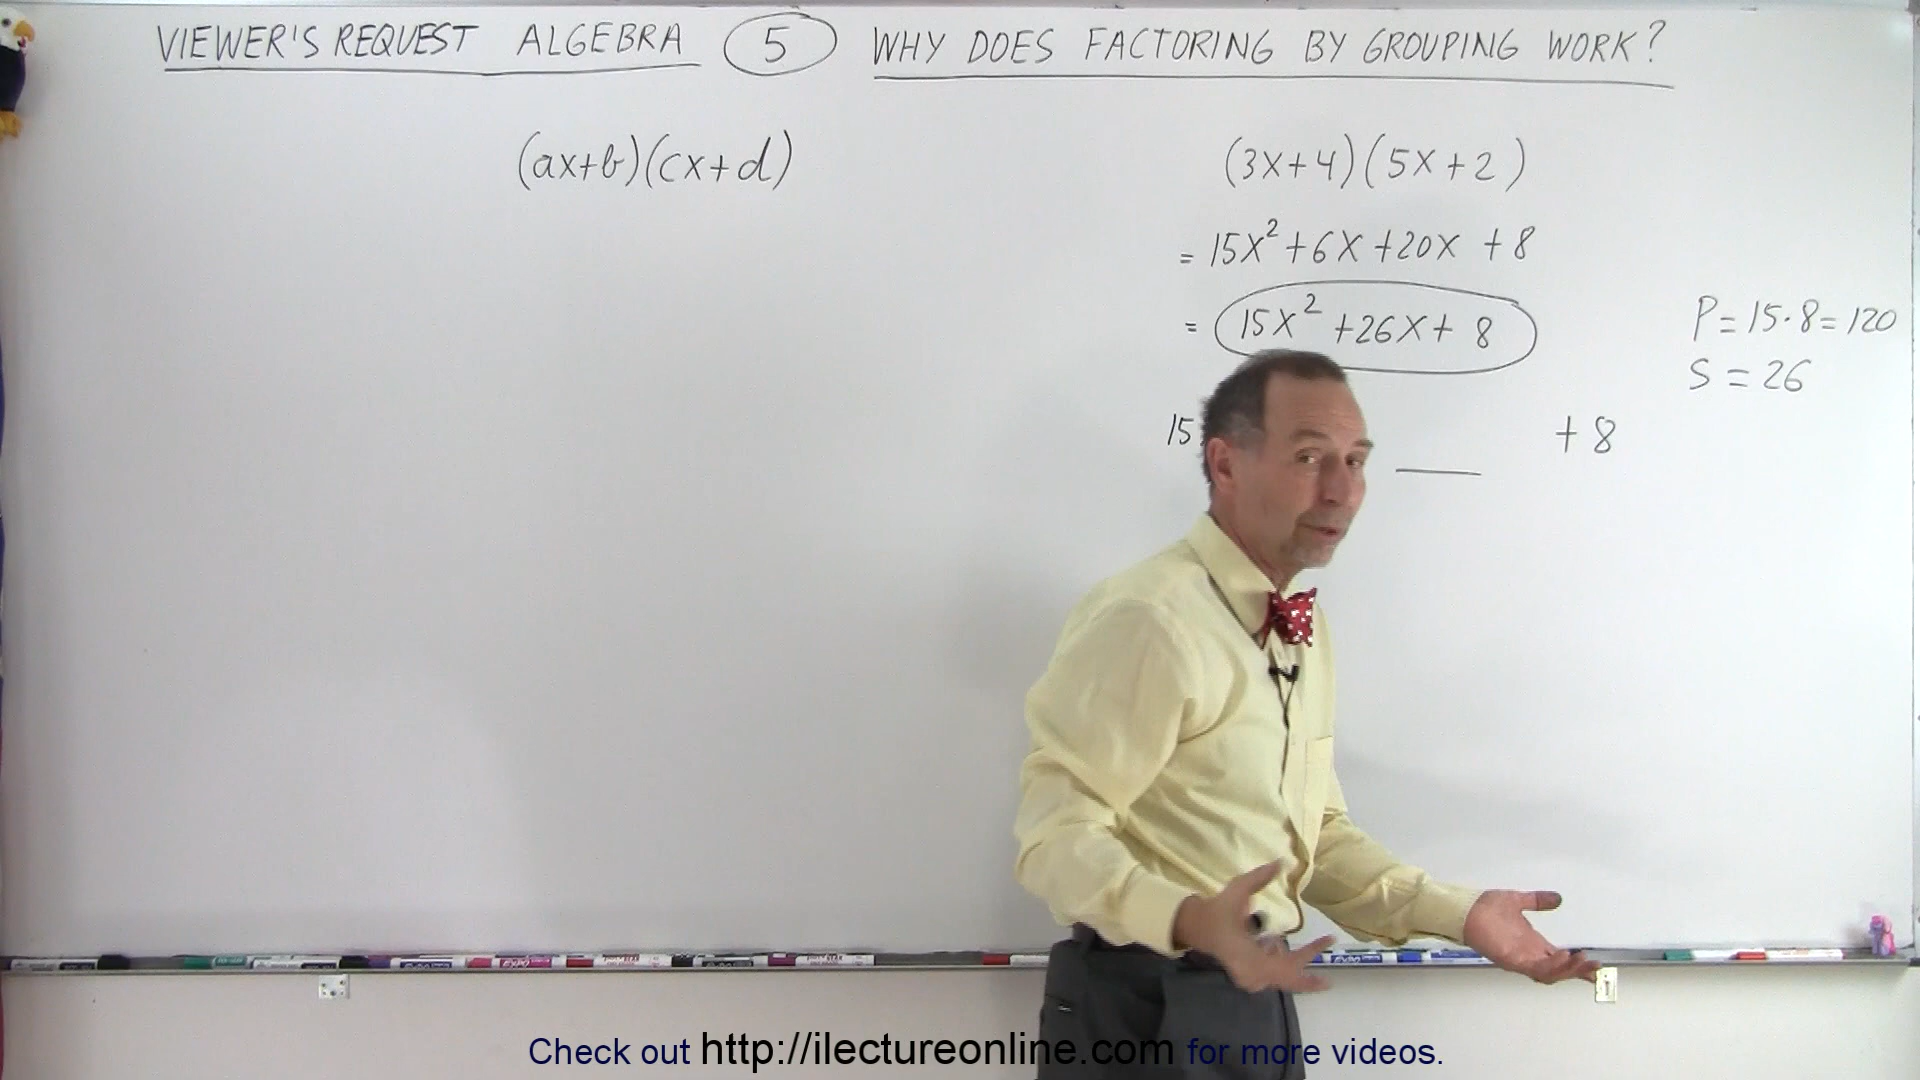 VIEWER'S REQUEST ALGEBRA 5 WHY DOES FACTORING BY GROUPING WORK?
(ax+b)(cx+d)
(3x+4)(5x+2)
= 15x² +6x +20x +8
= 15x² +26x+ 8
P = 15·8 = 120
S = 26
15 + 8
Check out http://ilectureonline.com for more videos.